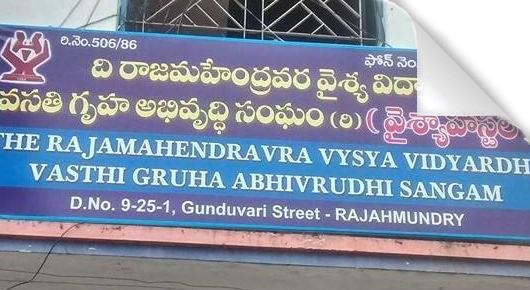 రి.నెం.506/86 ఫోన్ నెం
ది రాజమహేంద్రవర వైశ్య విద్యా
వసతి గృహ అభివృద్ధి సంఘం (రి) (వైశ్యాహాస్టల్
THE RAJAMAHENDRAVRA VYSYA VIDYARDH
VASTHI GRUHA ABHIVRUDHI SANGAM
D.No. 9-25-1, Gunduvari Street - RAJAHMUNDRY